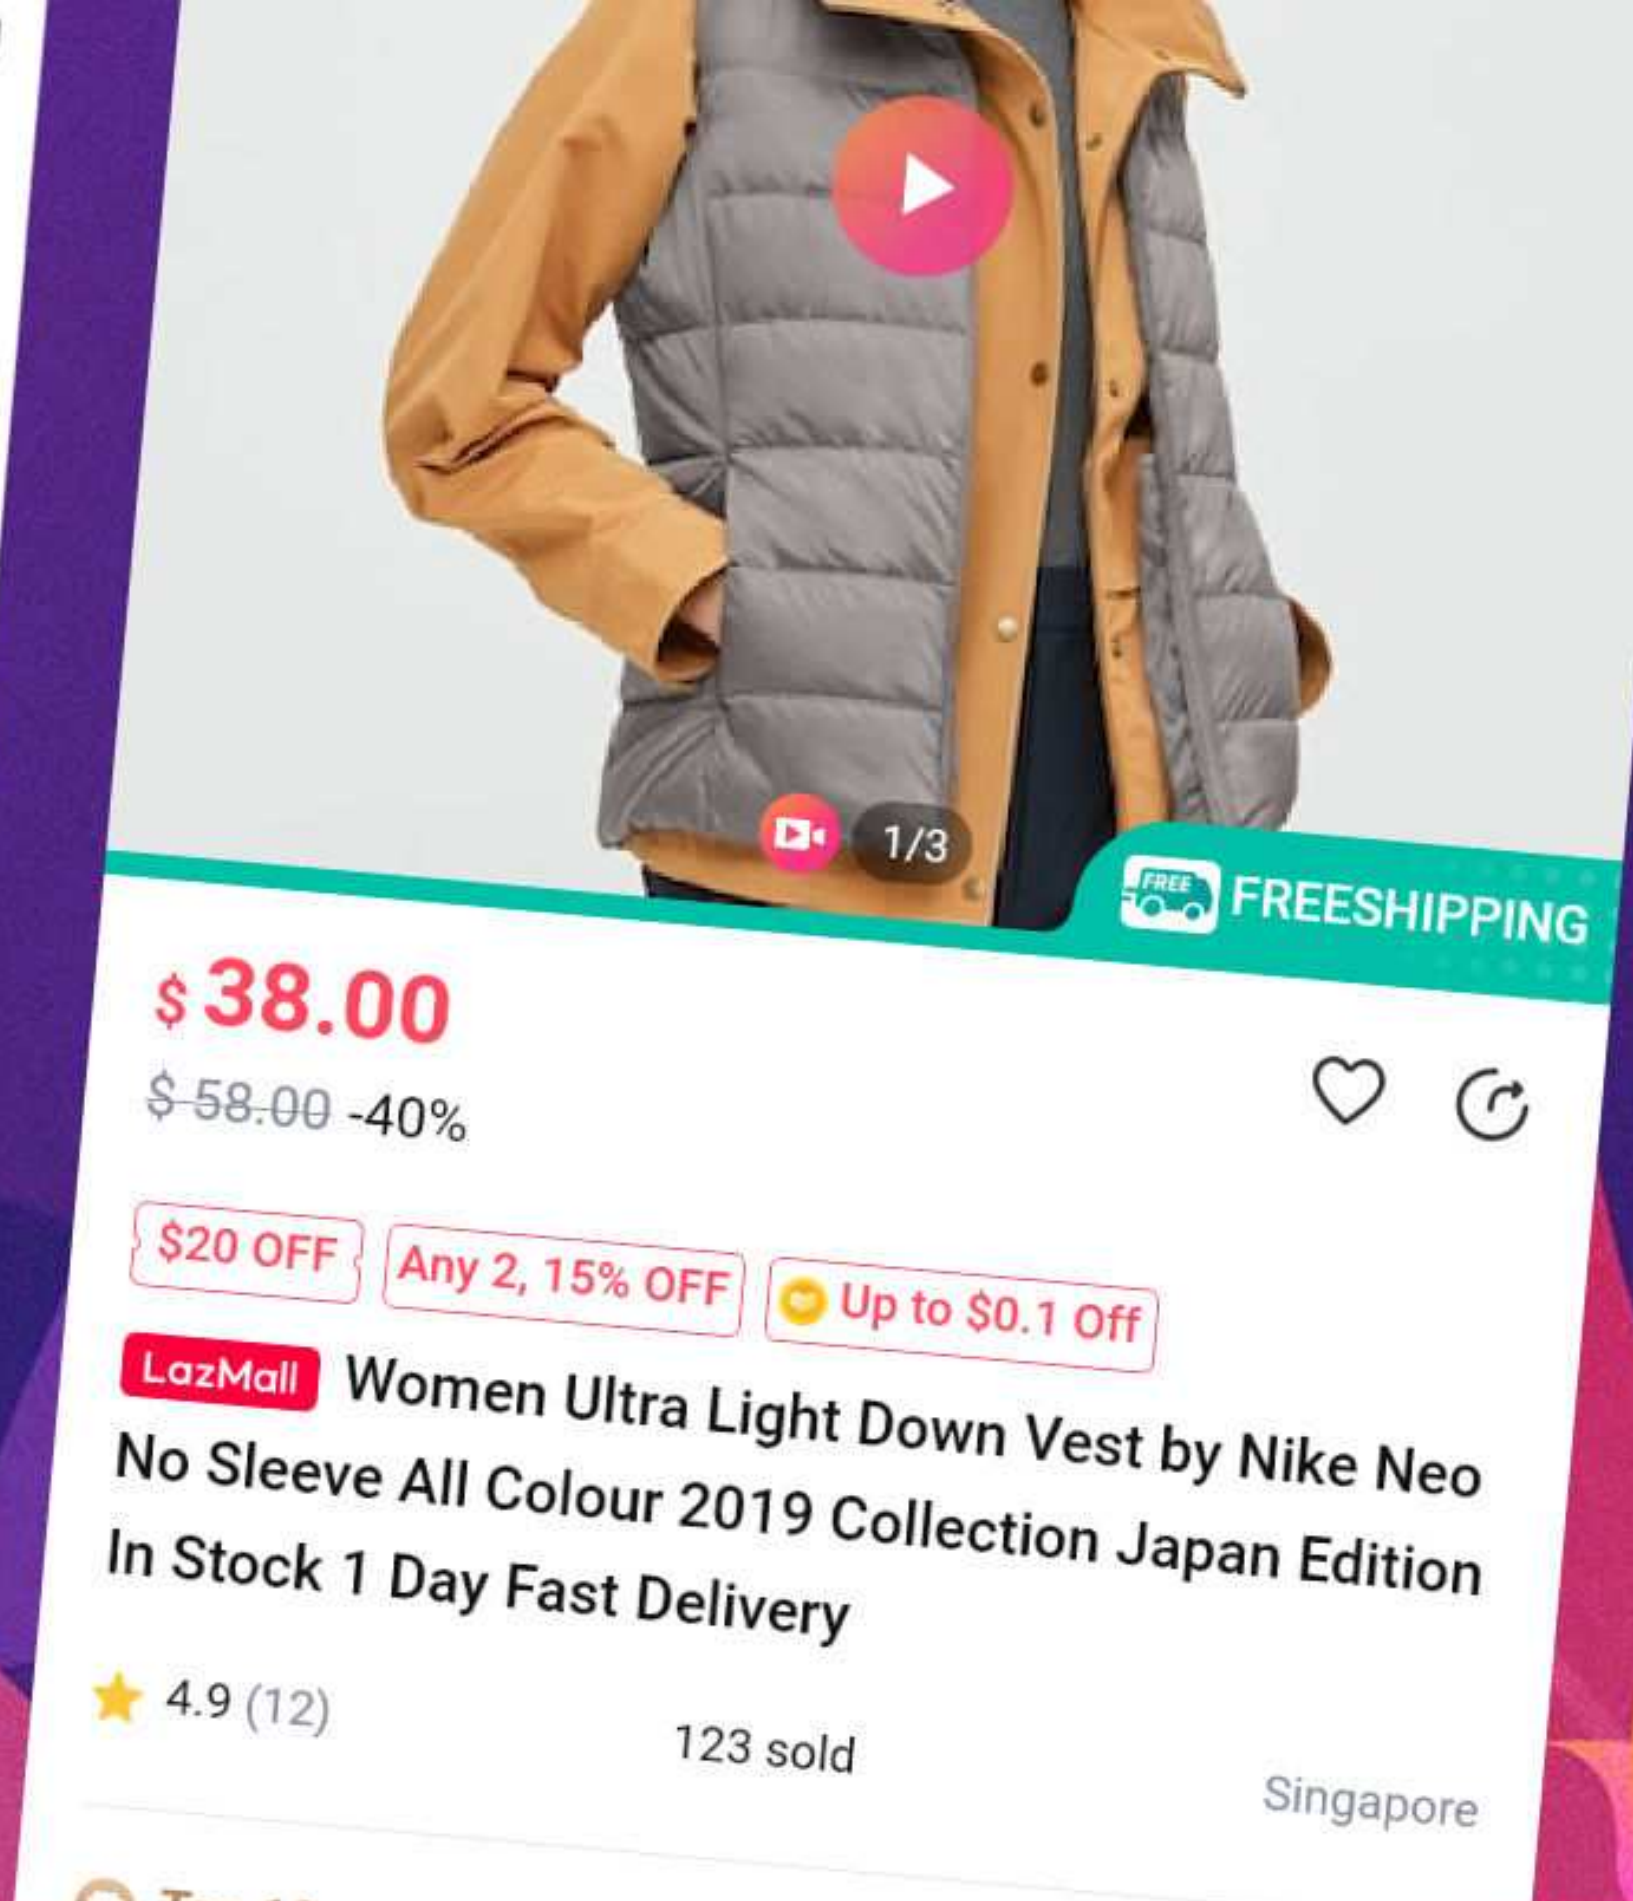 1/3
FREE FREESHIPPING
$ 38.00
$ 58.00 -40%
$20 OFF Any 2, 15% OFF Up to $0.1 Off
LazMall Women Ultra Light Down Vest by Nike Neo
No Sleeve All Colour 2019 Collection Japan Edition
In Stock 1 Day Fast Delivery
4.9 (12) 123 sold Singapore